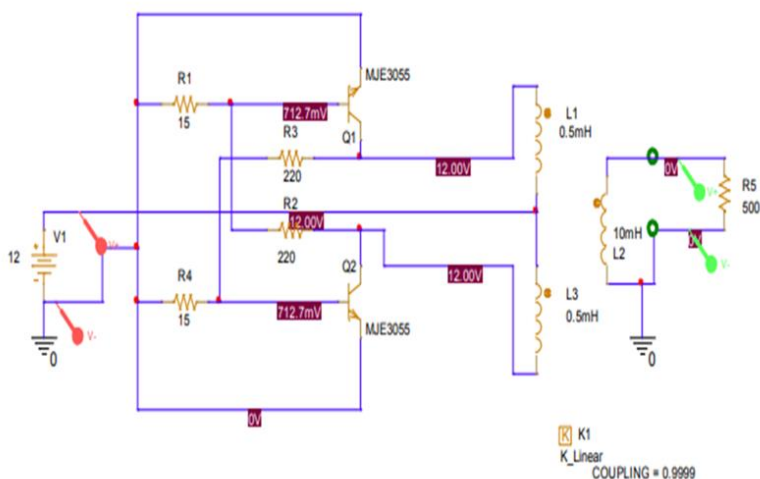 MJE3055
R1
15
712.7mV
Q1
R3
220
12.00V
L1
0.5mH
0V
V+
R5
500
V1
12
V+
R2
12.00V
220
10mH
L2
0V
V-
Q2
12.00V
R4
15
712.7mV
MJE3055
L3
0.5mH
V-
0
0
0V
K K1
K_Linear
COUPLING = 0.9999